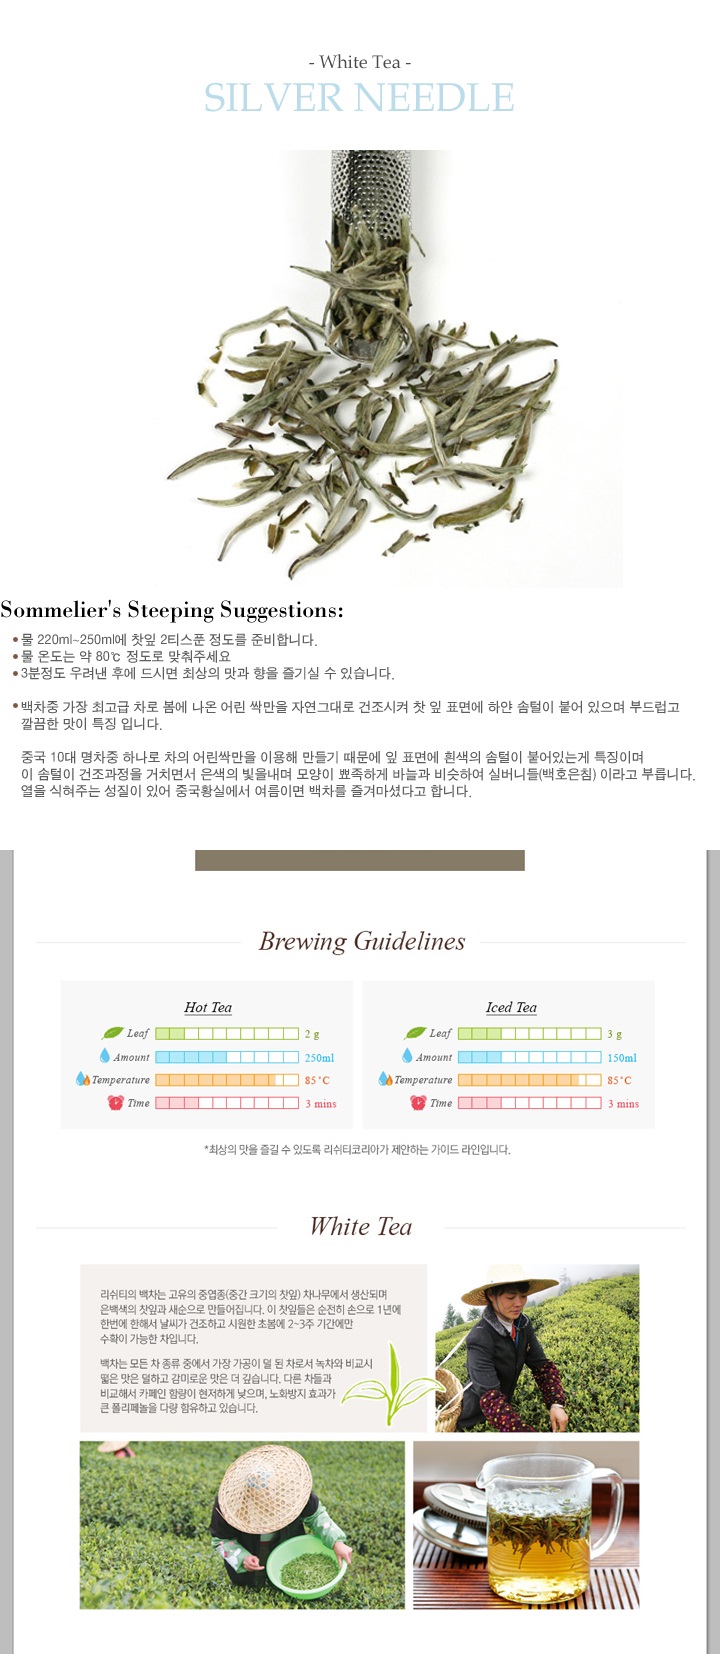 - White Tea -
SILVER NEEDLE
Sommelier's Steeping Suggestions:
•물 220ml~250ml에 찻잎 2티스푼 정도를 준비합니다.
•물 온도는 약 80℃ 정도로 맞춰주세요
•3분정도 우려낸 후에 드시면 최상의 맛과 향을 즐기실 수 있습니다.
•백차중 가장 최고급 차로 봄에 나온 어린 싹만을 자연그대로 건조시켜 찻 잎 표면에 하얀 솜털이 붙어 있으며 부드럽고
깔끔한 맛이 특징 입니다.
중국 10대 명차중 하나로 차의 어린싹만을 이용해 만들기 때문에 잎 표면에 흰색의 솜털이 붙어있는게 특징이며
이 솜털이 건조과정을 거치면서 은색의 빛을내며 모양이 뾰족하게 바늘과 비슷하여 실버니들(백호은침) 이라고 부릅니다.
열을 식혀주는 성질이 있어 중국황실에서 여름이면 백차를 즐겨마셨다고 합니다.
Brewing Guidelines
Hot Tea
Leaf 2 g
Amount 250ml
Temperature 85˚C
Time 3 mins
Iced Tea
Leaf 3 g
Amount 150ml
Temperature 85˚C
Time 3 mins
*최상의 맛을 즐길 수 있도록 리쉬티코리아가 제안하는 가이드 라인입니다.
White Tea
리쉬티의 백차는 고유의 중엽종(중간 크기의 찻잎) 차나무에서 생산되며
은백색의 찻잎과 새순으로 만들어집니다. 이 찻잎들은 순전히 손으로 1년에
한번에 한해서 날씨가 건조하고 시원한 초봄에 2~3주 기간에만
수확이 가능한 차입니다.
백차는 모든 차 종류 중에서 가장 가공이 덜 된 차로서 녹차와 비교시
떫은 맛은 덜하고 감미로운 맛은 더 깊습니다. 다른 차들과
비교해서 카페인 함량이 현저하게 낮으며, 노화방지 효과가
큰 폴리페놀을 다량 함유하고 있습니다.